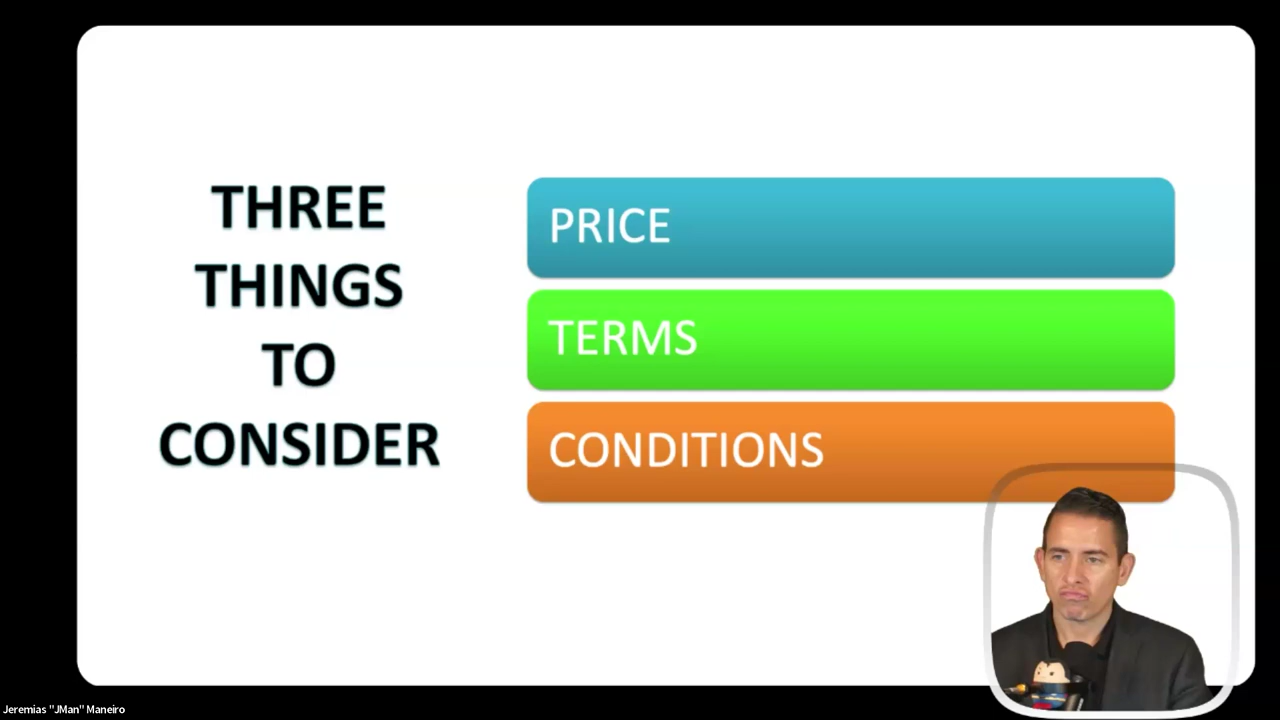 THREE
THINGS
TO
CONSIDER
PRICE
TERMS
CONDITIONS
Jeremias "JMan" Maneiro